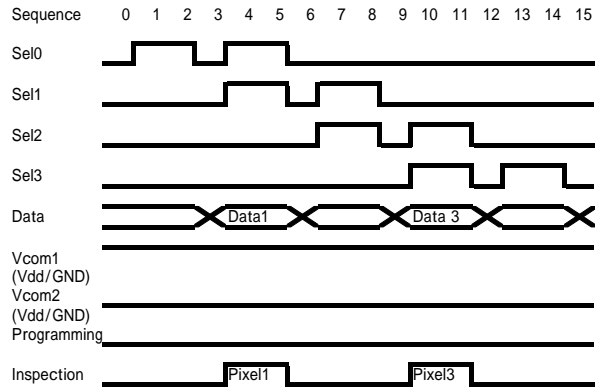 Sequence 0 1 2 3 4 5 6 7 8 9 10 11 12 13 14 15
Sel0
Sel1
Sel2
Sel3
Data Data1 Data 3
Vcom1
(Vdd/GND)
Vcom2
(Vdd/GND)
Programming
Inspection Pixel1 Pixel3